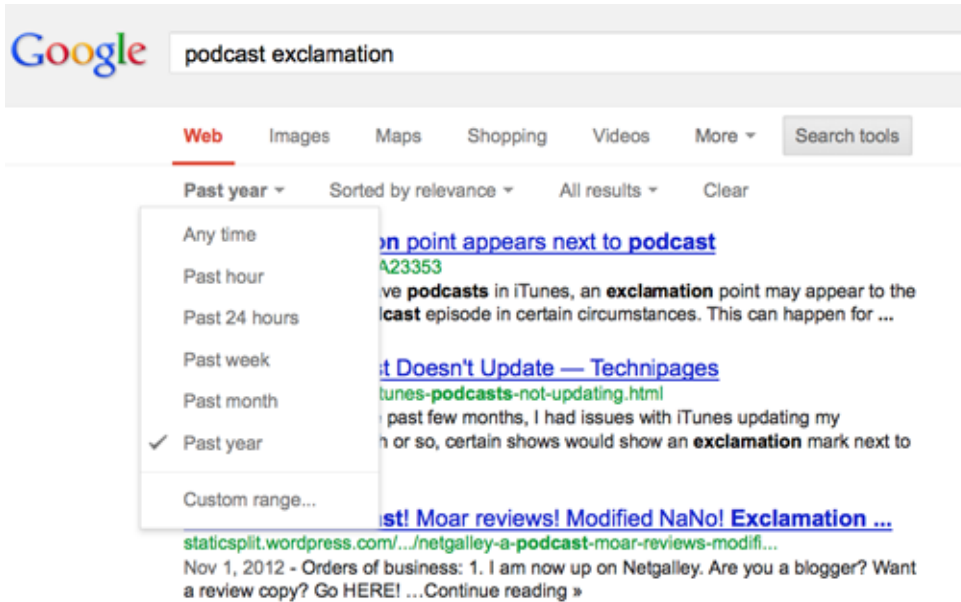 Google
podcast exclamation
Web Images Maps Shopping Videos More Search tools
Past year Sorted by relevance All results Clear
Any time
Past hour
Past 24 hours
Past week
Past month
Past year
Custom range...
on point appears next to podcast
A23353
ve podcasts in iTunes, an exclamation point may appear to the
dcast episode in certain circumstances. This can happen for ...
st Doesn't Update — Technipages
itunes-podcasts-not-updating.html
past few months, I had issues with iTunes updating my
h or so, certain shows would show an exclamation mark next to
st! Moar reviews! Modified NaNo! Exclamation ...
staticsplit.wordpress.com/.../netgalley-a-podcast-moar-reviews-modifi...
Nov 1, 2012 - Orders of business: 1. I am now up on Netgalley. Are you a blogger? Want
a review copy? Go HERE! ...Continue reading »